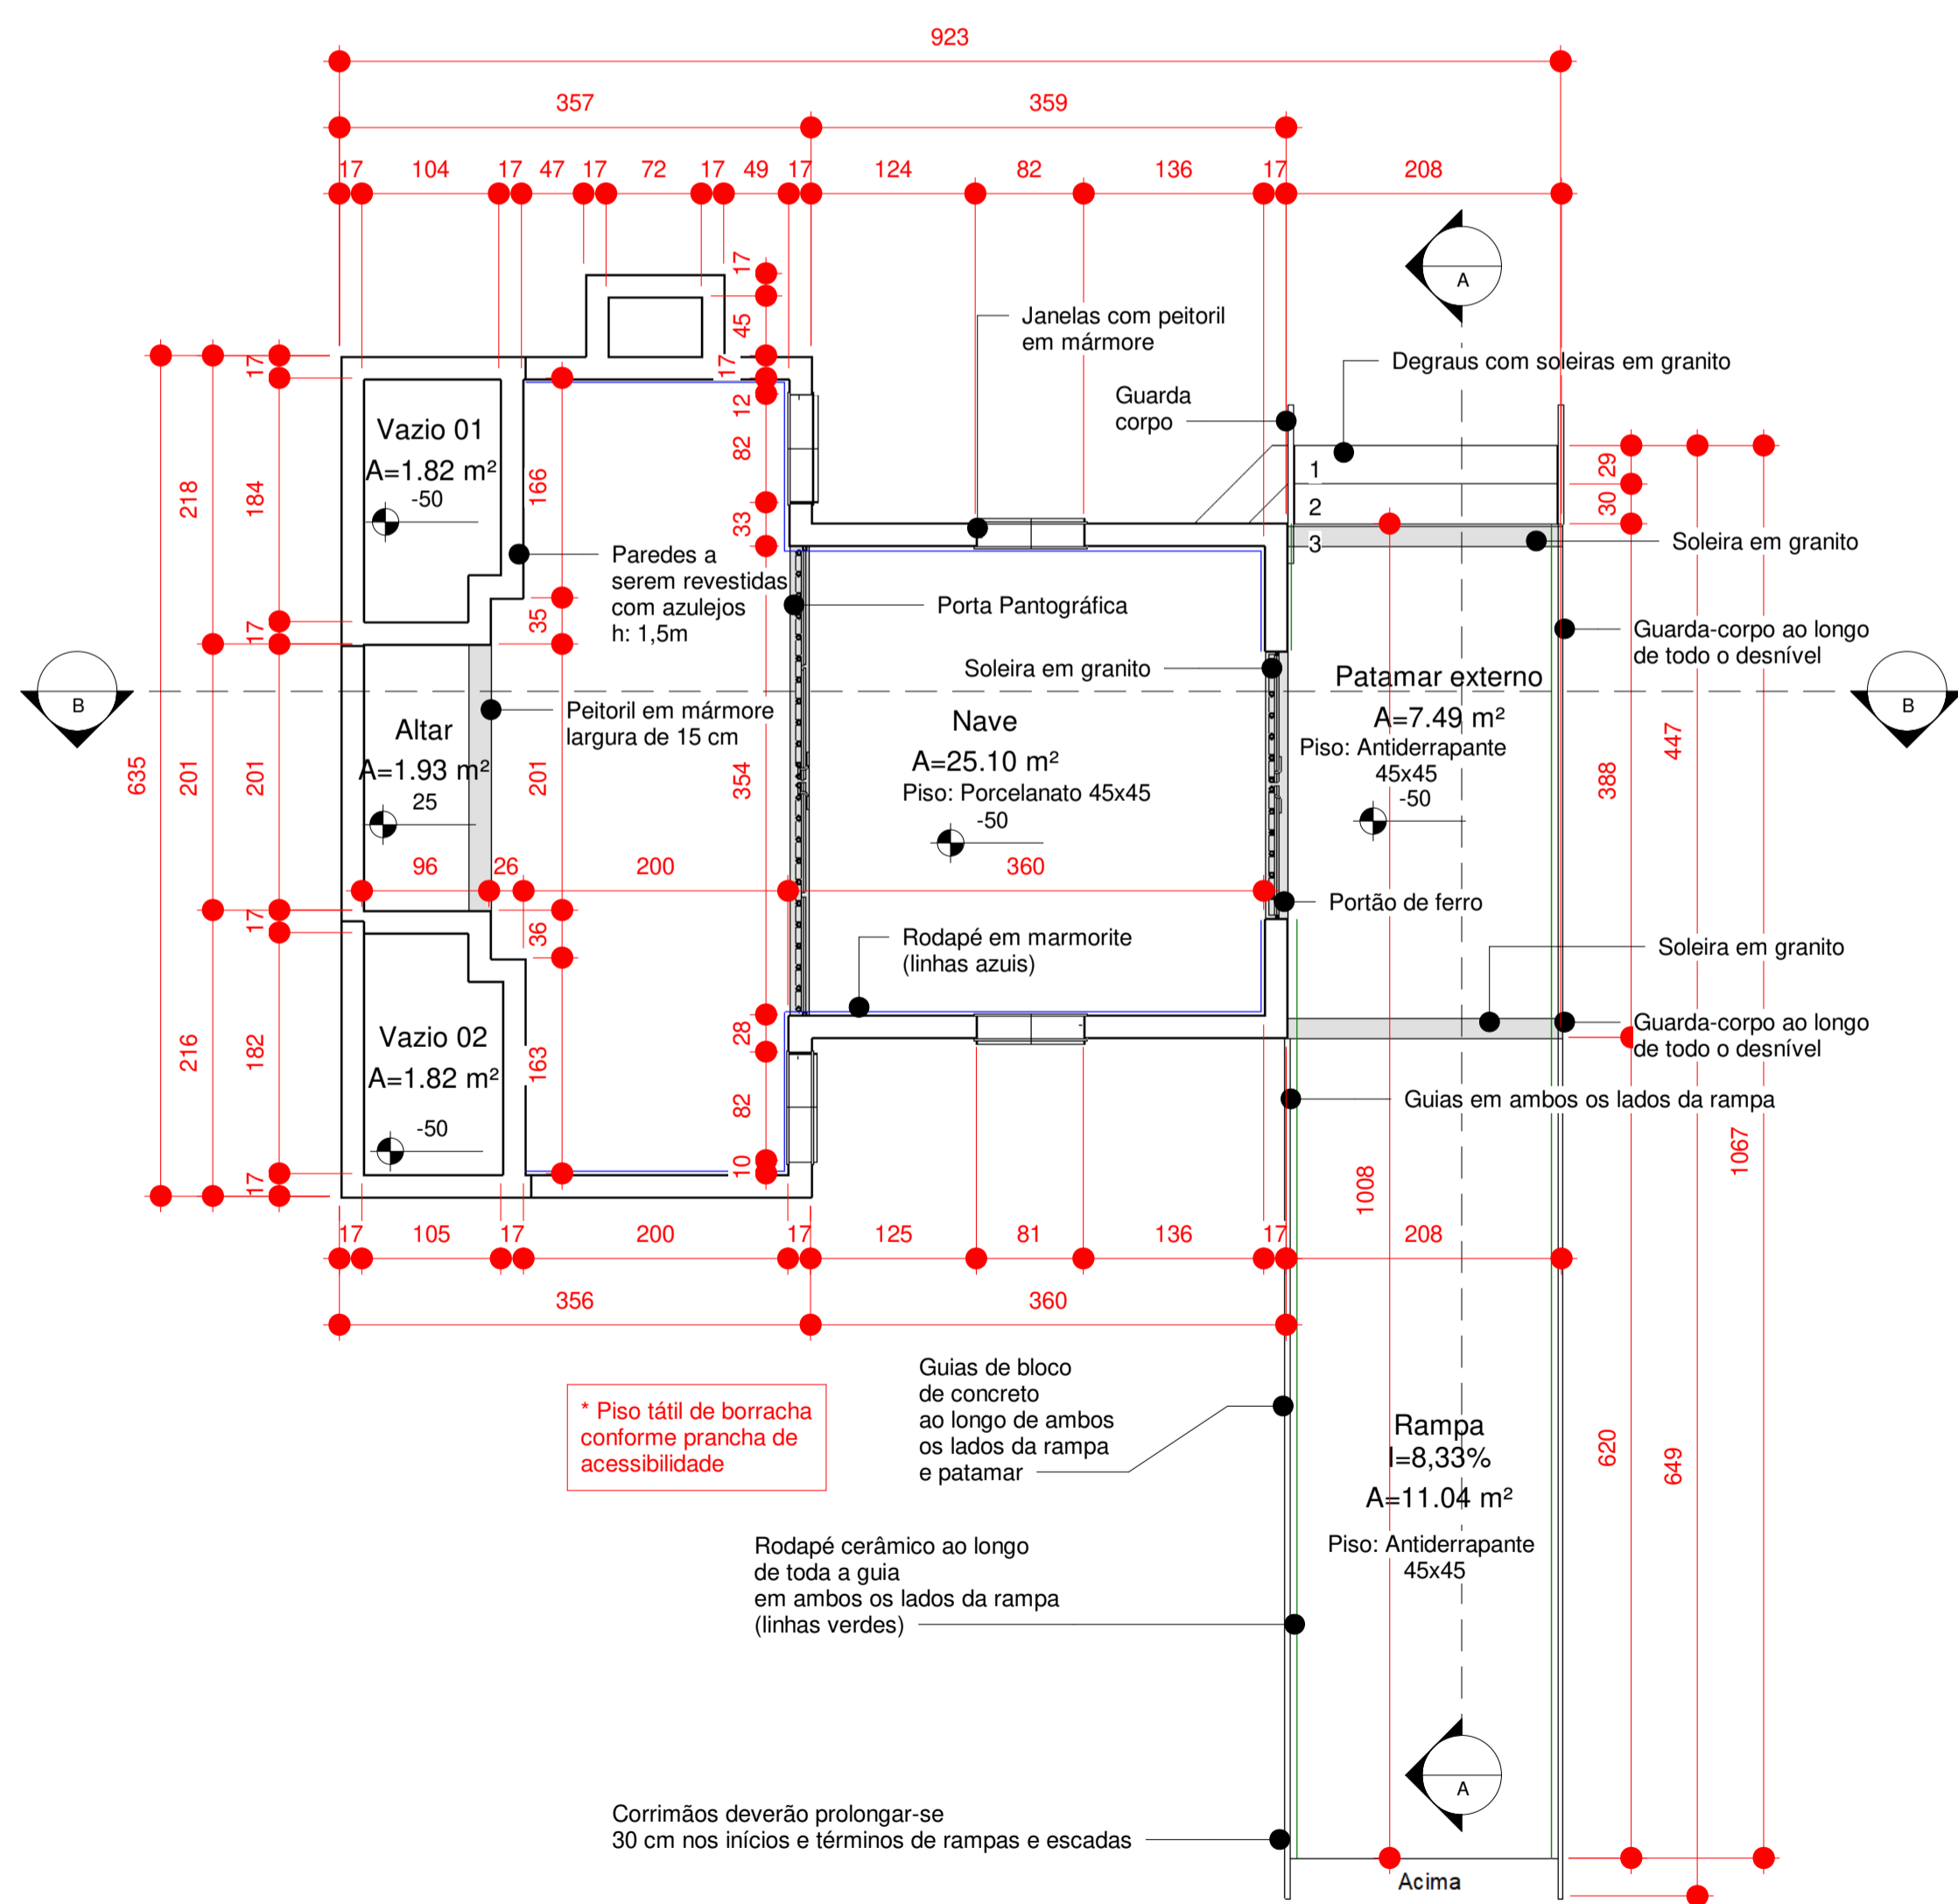 923
357
359
17
104
17
47
17
72
17
49
17
124
82
136
17
208
A
17
45
17
12
82
33
354
28
82
10
Janelas com peitoril
em mármore
Degraus com soleiras em granito
Guarda
corpo
1
2
3
29
30
Soleira em granito
Guarda-corpo ao longo
de todo o desnível
17
184
17
201
17
182
17
218
201
216
635
Vazio 01
A=1.82 m²
-50
166
35
201
36
163
Paredes a
serem revestidas
com azulejos
h: 1,5m
Porta Pantográfica
Soleira em granito
B
B
Altar
A=1.93 m²
25
Peitoril em mármore
largura de 15 cm
Nave
A=25.10 m²
Piso: Porcelanato 45x45
-50
Patamar externo
A=7.49 m²
Piso: Antiderrapante
45x45
-50
388
447
96
26
200
360
Portão de ferro
Rodapé em marmorite
(linhas azuis)
Soleira em granito
Guarda-corpo ao longo
de todo o desnível
Vazio 02
A=1.82 m²
-50
Guias em ambos os lados da rampa
1008
1067
620
649
17
105
17
200
17
125
81
136
17
208
356
360
* Piso tátil de borracha
conforme prancha de
acessibilidade
Guias de bloco
de concreto
ao longo de ambos
os lados da rampa
e patamar
Rampa
I=8,33%
A=11.04 m²
Piso: Antiderrapante
45x45
Rodapé cerâmico ao longo
de toda a guia
em ambos os lados da rampa
(linhas verdes)
A
Corrimãos deverão prolongar-se
30 cm nos inícios e términos de rampas e escadas
Acima